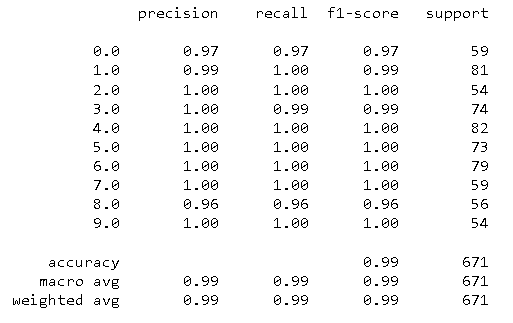 precision recall f1-score support
0.0 0.97 0.97 0.97 59
1.0 0.99 1.00 0.99 81
2.0 1.00 1.00 1.00 54
3.0 1.00 0.99 0.99 74
4.0 1.00 1.00 1.00 82
5.0 1.00 1.00 1.00 73
6.0 1.00 1.00 1.00 79
7.0 1.00 1.00 1.00 59
8.0 0.96 0.96 0.96 56
9.0 1.00 1.00 1.00 54
accuracy 0.99 671
macro avg 0.99 0.99 0.99 671
weighted avg 0.99 0.99 0.99 671